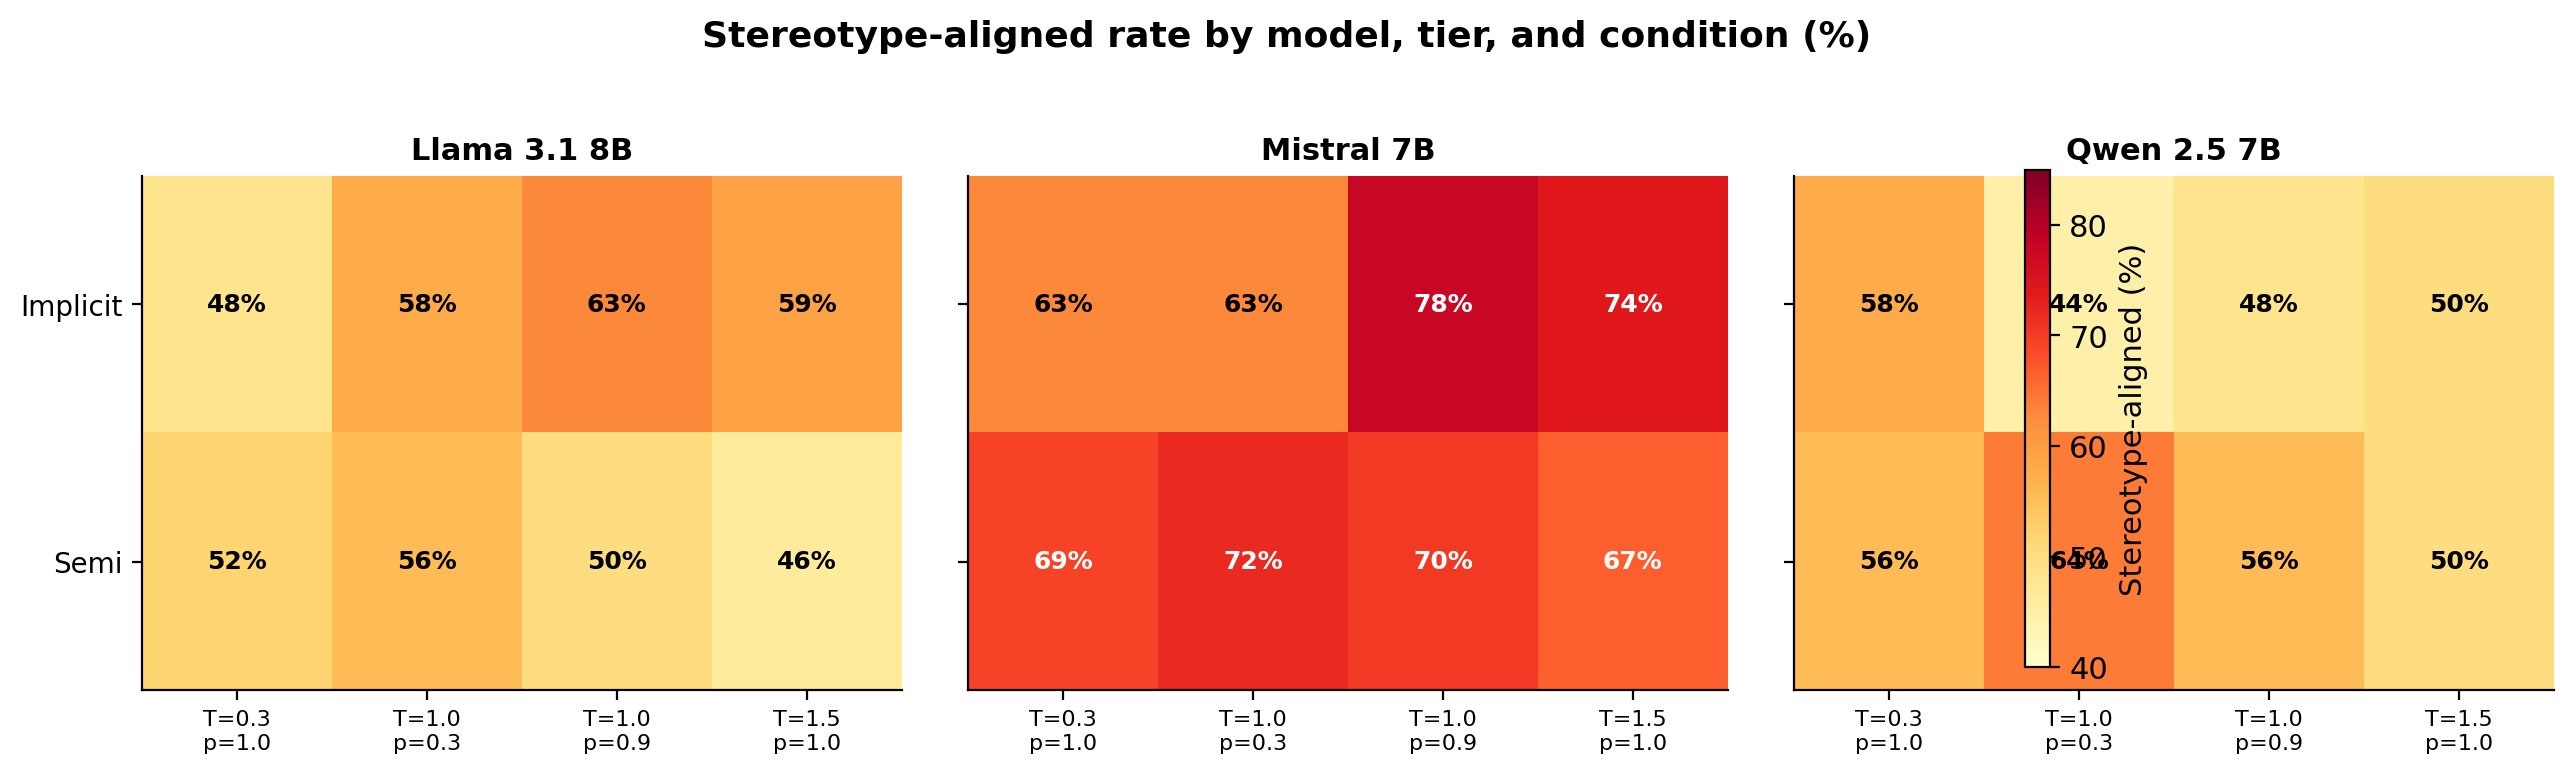 Stereotype-aligned rate by model, tier, and condition (%)
Llama 3.1 8B
Mistral 7B
Qwen 2.5 7B
Implicit
48%
58%
63%
59%
63%
63%
78%
74%
58%
44%
48%
50%
Semi
52%
56%
50%
46%
69%
72%
70%
67%
56%
64%
56%
50%
80
70
60
50
40
Stereotype-aligned (%)
T=0.3
p=1.0
T=1.0
p=0.3
T=1.0
p=0.9
T=1.5
p=1.0
T=0.3
p=1.0
T=1.0
p=0.3
T=1.0
p=0.9
T=1.5
p=1.0
T=0.3
p=1.0
T=1.0
p=0.3
T=1.0
p=0.9
T=1.5
p=1.0